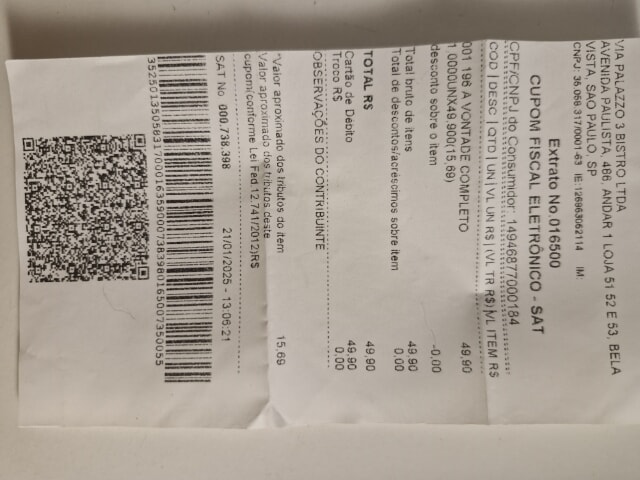 VIA PALAZZO 3 BISTRO LTDA
AVENIDA PAULISTA, 486, ANDAR 1 LOJA 51 52 E 53, BELA
VISTA, SAO PAULO, SP
CNPJ: 35.058.317/0001-63 IE:126963062114 IM:
Extrato No.016500
CUPOM FISCAL ELETRÔNICO - SAT
CPF/CNPJ do Consumidor: 14946877000184
COD | DESC | QTD | UN | VL UN R$ | (VL TR R$) | VL ITEM R$
001 196 A VONTADE COMPLETO
1.0000UNX49.900(15.69) 49,90
desconto sobre o item -0,00
Total bruto de itens 49,90
Total de descontos/acréscimos sobre item 0,00
TOTAL R$ 49,90
Cartão de Débito 49,90
Troco R$ 0,00
OBSERVAÇÕES DO CONTRIBUINTE
*Valor aproximado dos tributos do item
Valor aproximado dos tributos deste 15,69
cupom(conforme Lei Fed.12.741/2012)R$
SAT No. 000.738.398 21/01/2025 - 13:06:21